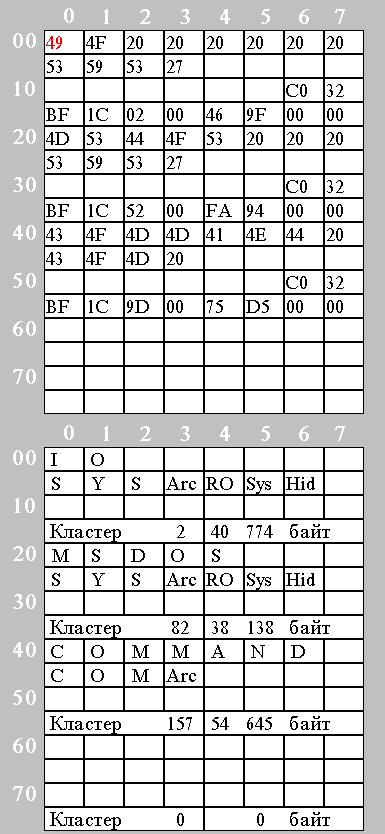 0 1 2 3 4 5 6 7
00 49 4F 20 20 20 20 20 20
53 59 53 27
10 C0 32
BF 1C 02 00 46 9F 00 00
20 4D 53 44 4F 53 20 20 20
53 59 53 27
30 C0 32
BF 1C 52 00 FA 94 00 00
40 43 4F 4D 4D 41 4E 44 20
43 4F 4D 20
50 C0 32
BF 1C 9D 00 75 D5 00 00
60
70
0 1 2 3 4 5 6 7
00 I O
S Y S Arc RO Sys Hid
10
Кластер 2 40 774 байт
20 M S D O S
S Y S Arc RO Sys Hid
30
Кластер 82 38 138 байт
40 C O M M A N D
C O M Arc
50
Кластер 157 54 645 байт
60
70
Кластер 0 0 байт